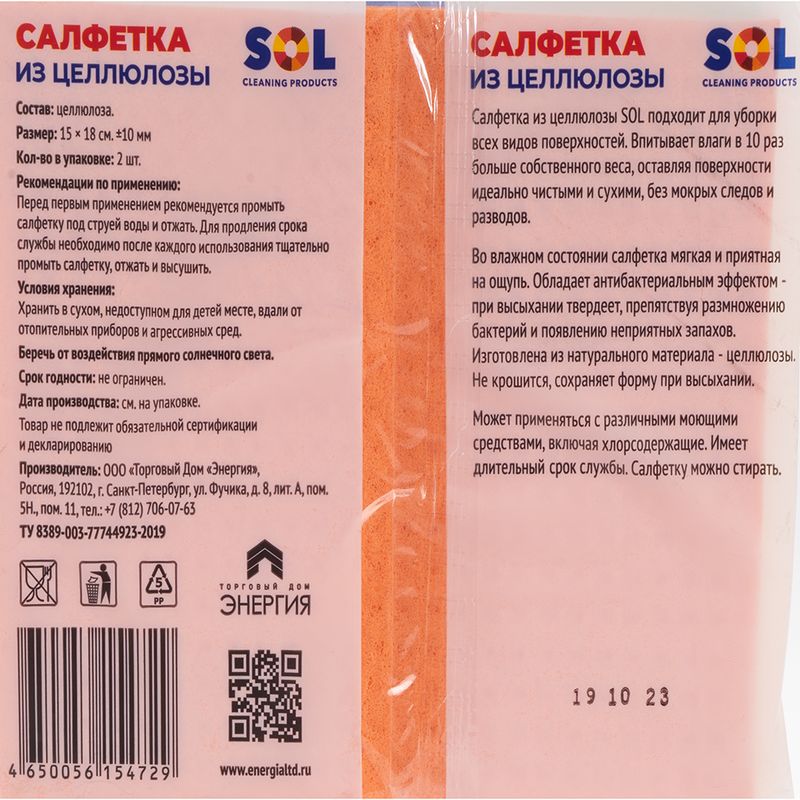 САЛФЕТКА
ИЗ ЦЕЛЛЮЛОЗЫ
SOL
CLEANING PRODUCTS
Состав: целлюлоза.
Размер: 15 × 18 см. ±10 мм
Кол-во в упаковке: 2 шт.
Рекомендации по применению:
Перед первым применением рекомендуется промыть
салфетку под струей воды и отжать. Для продления срока
службы необходимо после каждого использования тщательно
промыть салфетку, отжать и высушить.
Условия хранения:
Хранить в сухом, недоступном для детей месте, вдали от
отопительных приборов и агрессивных сред.
Беречь от воздействия прямого солнечного света.
Срок годности: не ограничен.
Дата производства: см. на упаковке.
Товар не подлежит обязательной сертификации
и декларированию
Производитель: ООО «Торговый Дом «Энергия»,
Россия, 192102, г. Санкт-Петербург, ул. Фучика, д. 8, лит. А, пом.
5Н., пом. 11, тел.: +7 (812) 706-07-63
ТУ 8389-003-77744923-2019
5
PP
ТОРГОВЫЙ ДОМ
ЭНЕРГИЯ
4 650056 154729
www.energialtd.ru
САЛФЕТКА
ИЗ ЦЕЛЛЮЛОЗЫ
SOL
CLEANING PRODUCTS
Салфетка из целлюлозы SOL подходит для уборки
всех видов поверхностей. Впитывает влаги в 10 раз
больше собственного веса, оставляя поверхности
идеально чистыми и сухими, без мокрых следов и
разводов.
Во влажном состоянии салфетка мягкая и приятная
на ощупь. Обладает антибактериальным эффектом -
при высыхании твердеет, препятствуя размножению
бактерий и появлению неприятных запахов.
Изготовлена из натурального материала - целлюлозы.
Не крошится, сохраняет форму при высыхании.
Может применяться с различными моющими
средствами, включая хлорсодержащие. Имеет
длительный срок службы. Салфетку можно стирать.
19 10 23